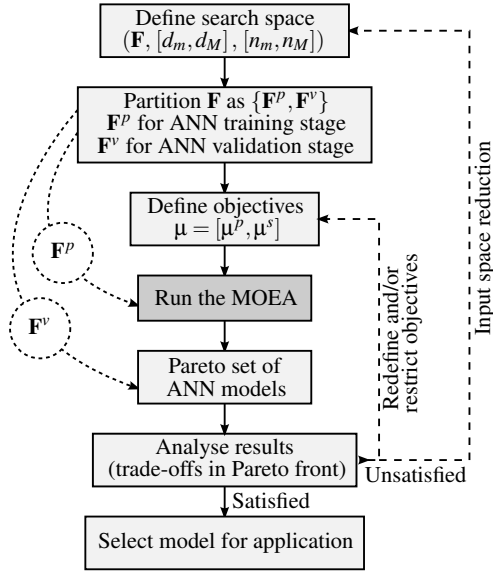 Define search space
(F, [d_m, d_M], [n_m, n_M])
Partition F as {F^p, F^v}
F^p for ANN training stage
F^v for ANN validation stage
Define objectives
μ = [μ^p, μ^s]
F^p
Run the MOEA
F^v
Pareto set of
ANN models
Analyse results
(trade-offs in Pareto front)
Unsatisfied
Satisfied
Select model for application
Redefine and/or
restrict objectives
Input space reduction